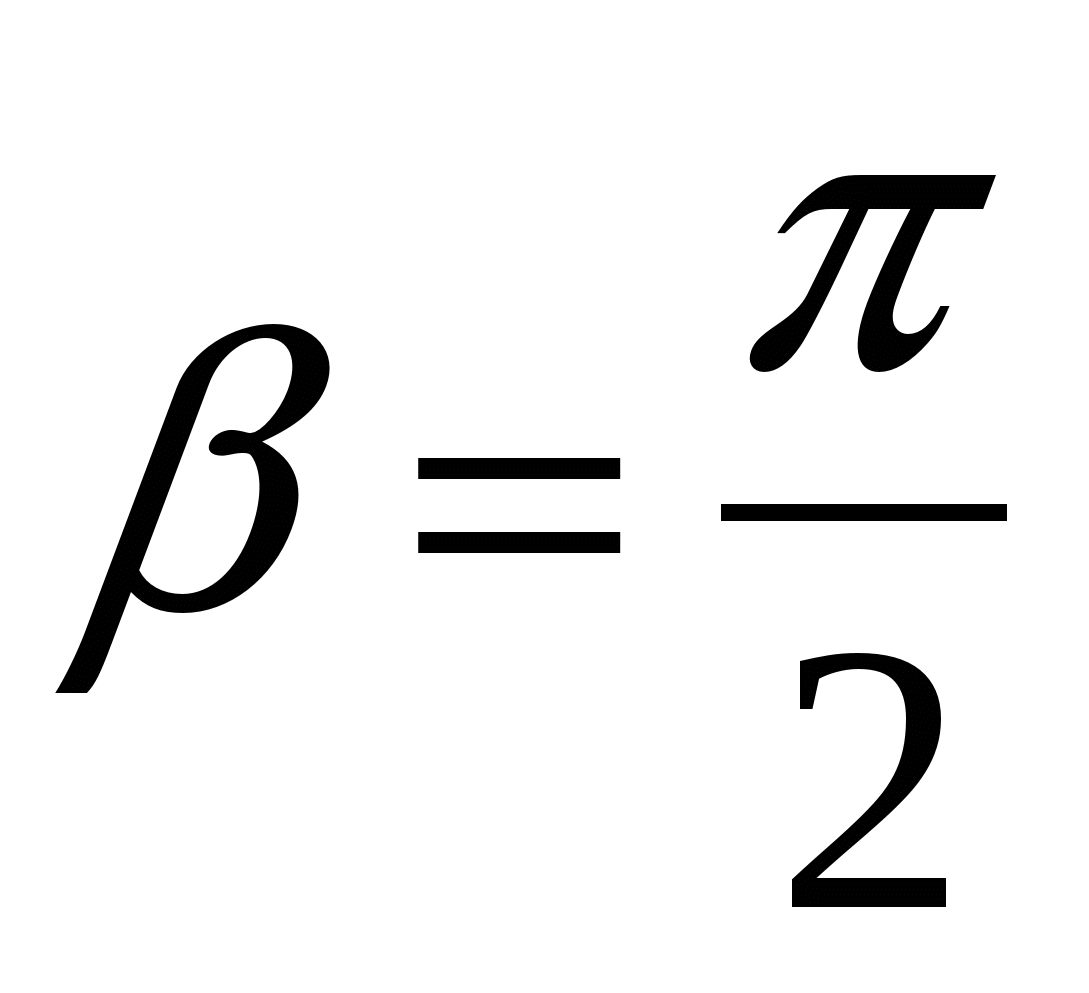 β = π/2